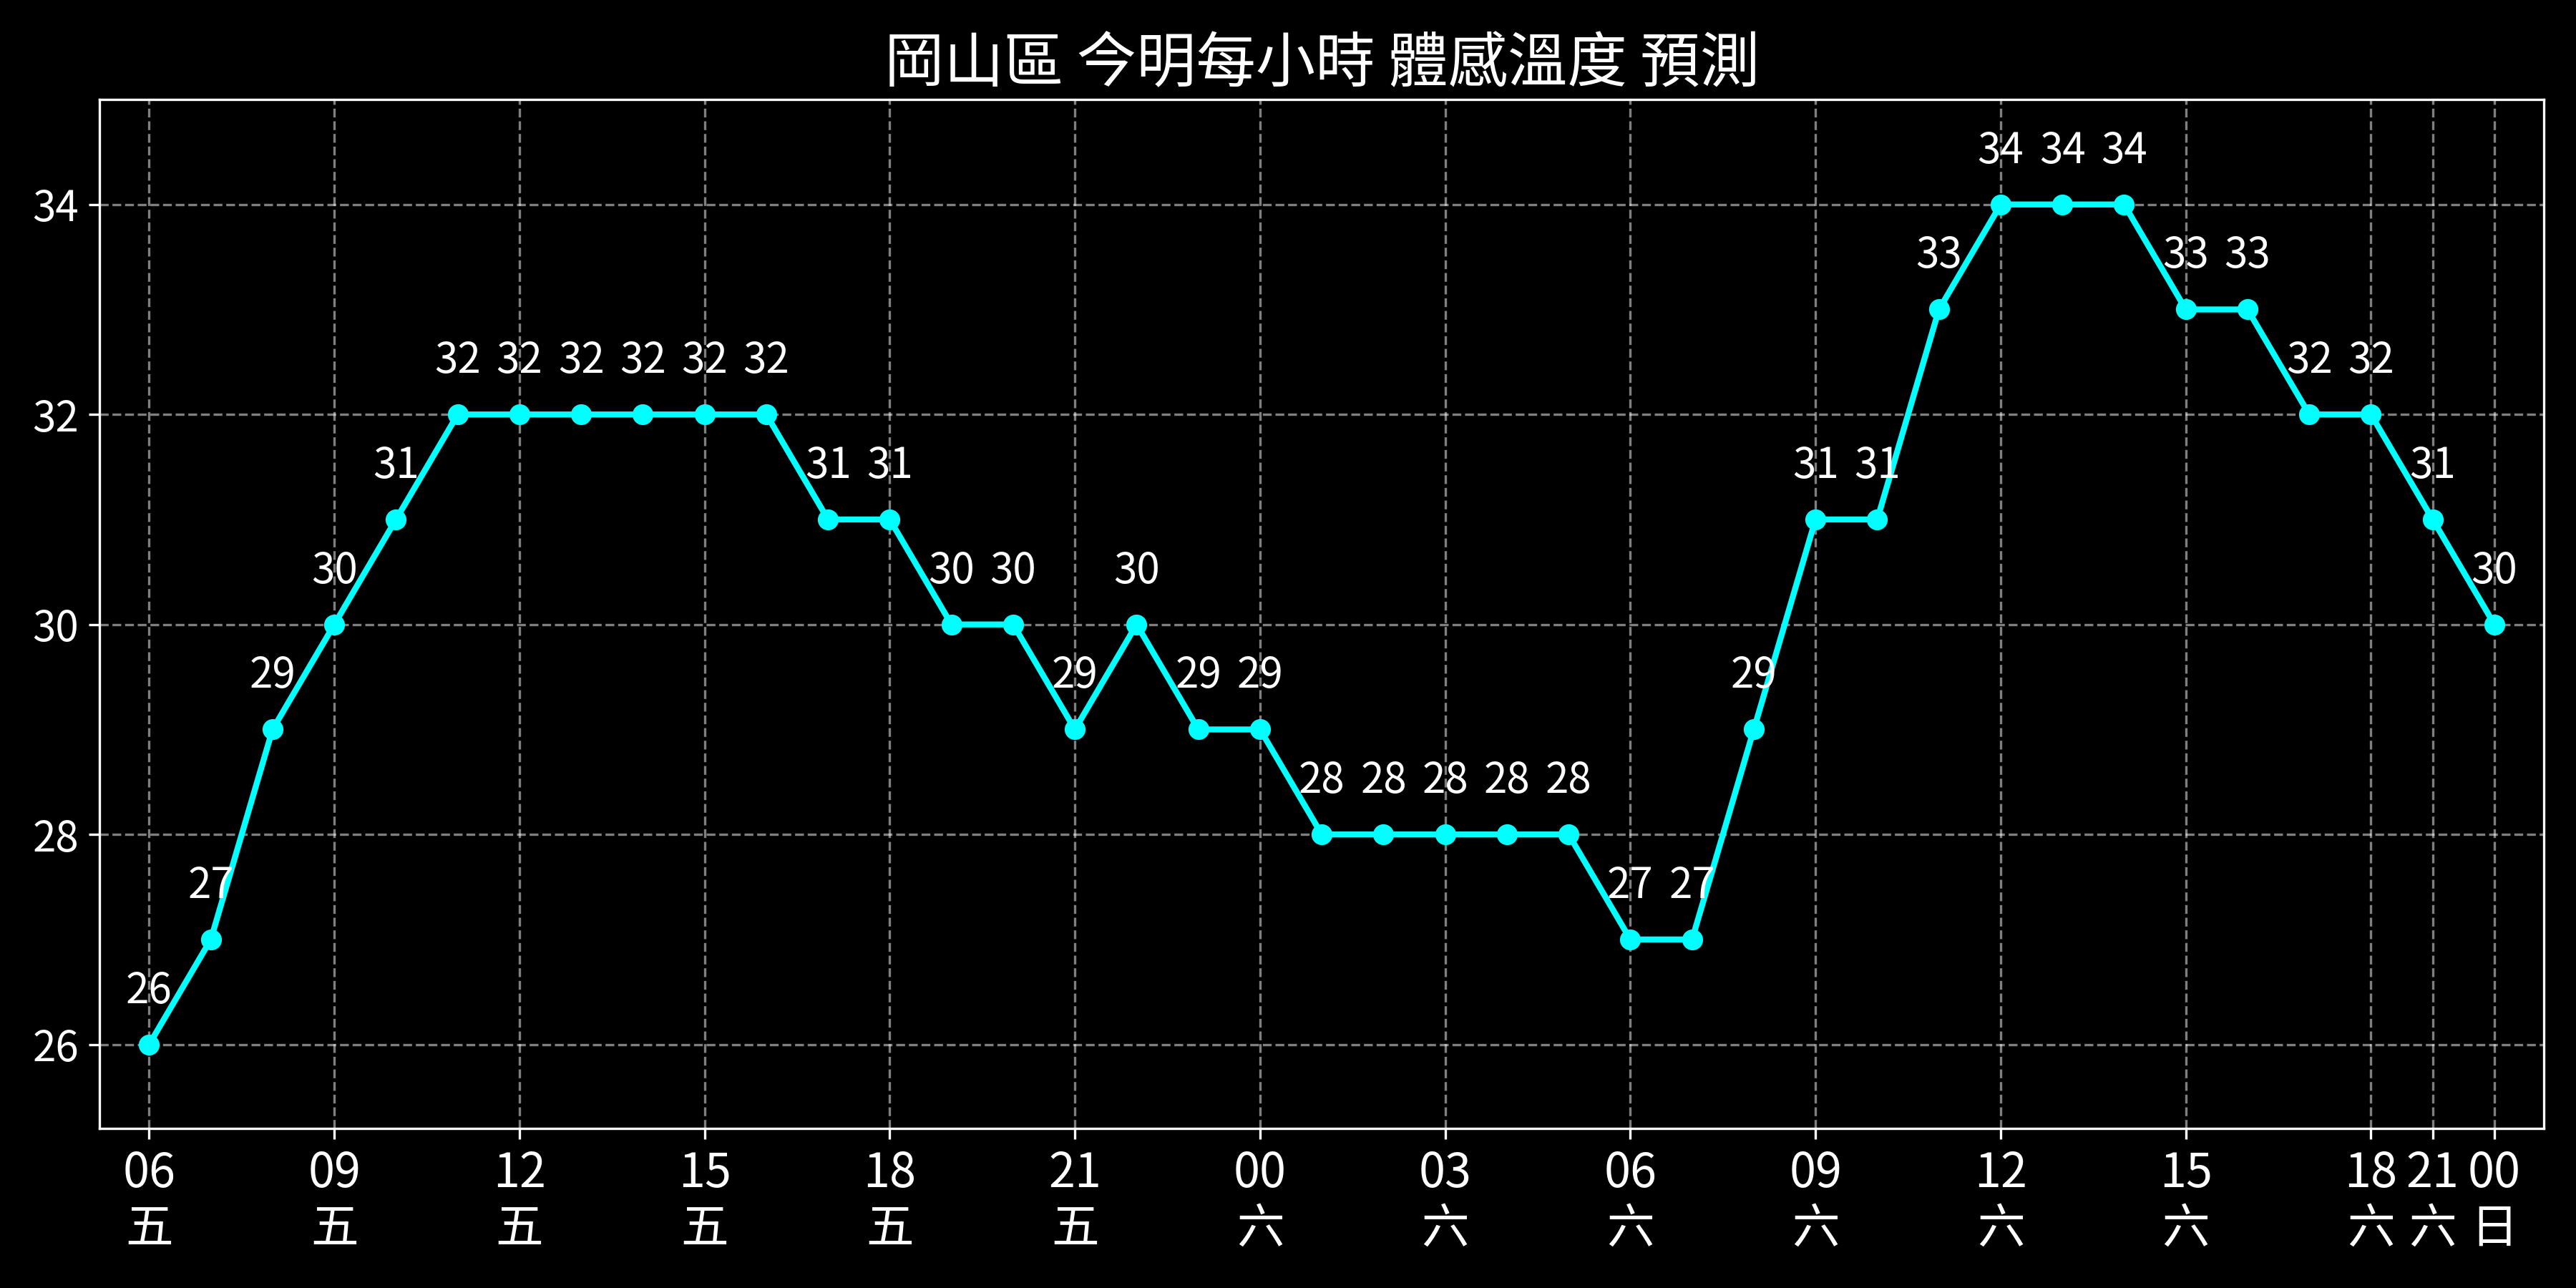 岡山區 今明每小時 體感溫度 預測
34 34 34
34
33 33 33
32 32 32 32 32 32 32 32
32
31 31 31 31 31 31
30 30 30 30 30
30
29 29 29 29 29
28 28 28 28 28
28
27 27 27
26
26
06 09 12 15 18 21 00 03 06 09 12 15 18 21 00
五 五 五 五 五 五 六 六 六 六 六 六 六 六 日